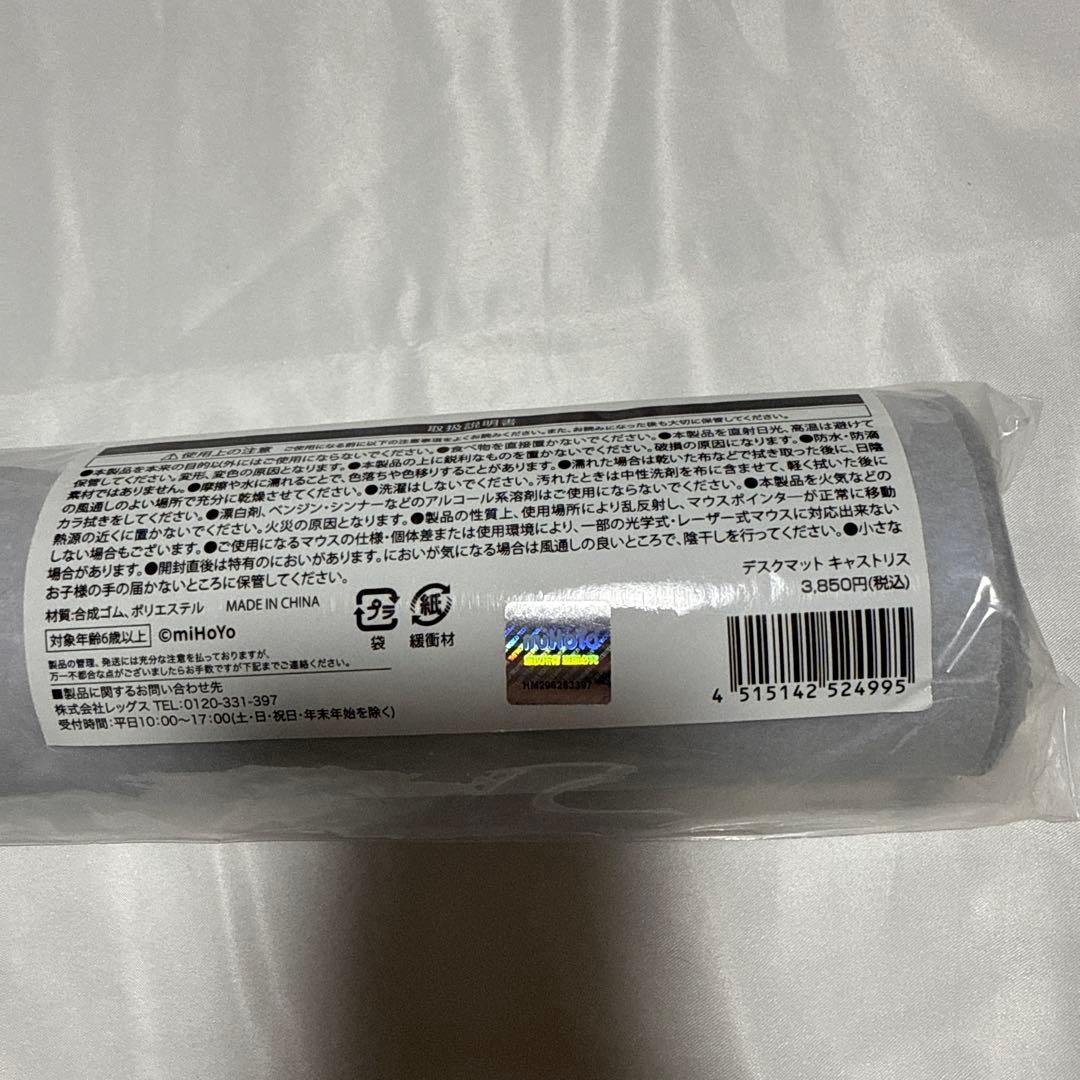 取扱説明書
⚠使用上の注意 ご使用になる前に以下の注意事項をよくお読みください。また、お読みになった後も大切に保管してください。
●本製品を本来の目的以外にはご使用にならないでください。●食べ物を直接置かないでください。●本製品を直射日光、高温は避けて
保管してください。変形、変色の原因となります。●本製品の上に鋭利なものを置かないでください。破損の原因になります。●防水・防滴
素材ではありません。●摩擦や水に濡れることで、色落ちや色移りすることがあります。●濡れた場合は乾いた布などで拭き取った後に、日陰
の風通しのよい場所で充分に乾燥させてください。●洗濯はしないでください。汚れたときは中性洗剤を布に含ませて、軽く拭いた後に
カラ拭きをしてください。●漂白剤、ベンジン・シンナーなどのアルコール系溶剤はご使用にならないでください。●本製品を火気などの
熱源の近くに置かないでください。火災の原因となります。●製品の性質上、使用場所により乱反射し、マウスポインターが正常に移動
しない場合もございます。●ご使用になるマウスの仕様・個体差または使用環境により、一部の光学式・レーザー式マウスに対応出来ない
場合があります。●開封直後は特有のにおいがあります。においが気になる場合は風通しの良いところで、陰干しを行ってください。●小さな
お子様の手の届かないところに保管してください。
材質:合成ゴム、ポリエステル MADE IN CHINA
対象年齢6歳以上 ©miHoYo
製品の管理、発送には充分な注意を払っておりますが、
万一不都合な点がございましたらお手数ですが下記までご連絡ください。
■製品に関するお問い合わせ先
株式会社レッグス TEL:0120-331-397
受付時間:平日10:00〜17:00(土・日・祝日・年末年始を除く)
プラ
袋
紙
緩衝材
miHoYo
HM296283397
デスクマット キャストリス
3,850円(税込)
4 515142 524995